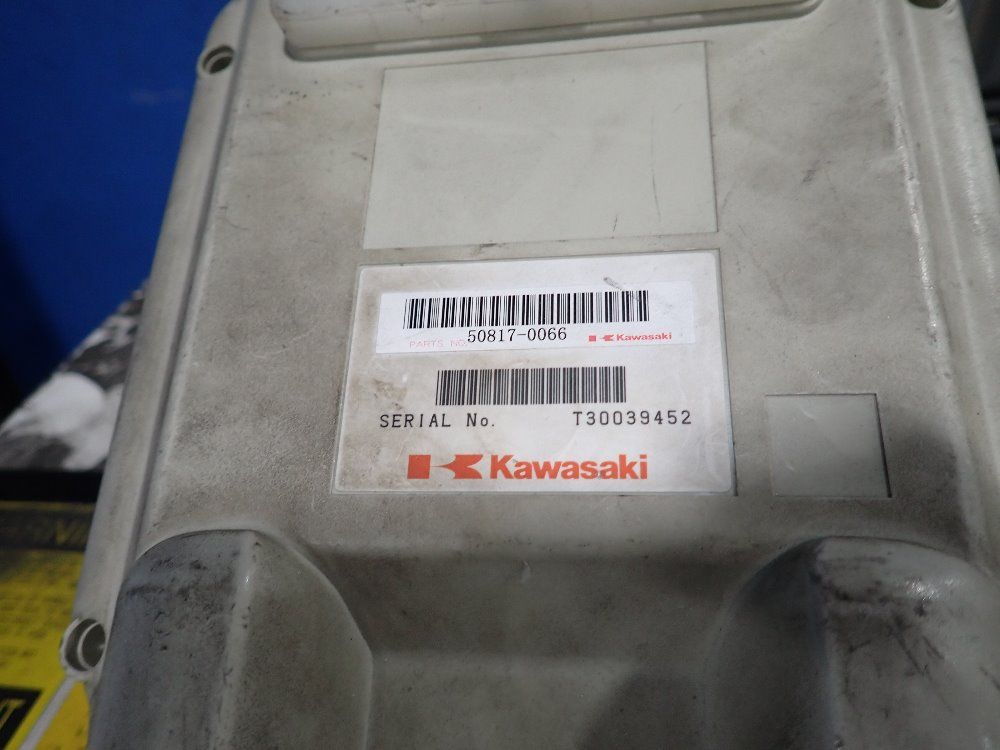 PARTS NO. 50817-0066 Kawasaki
SERIAL No. T30039452
Kawasaki